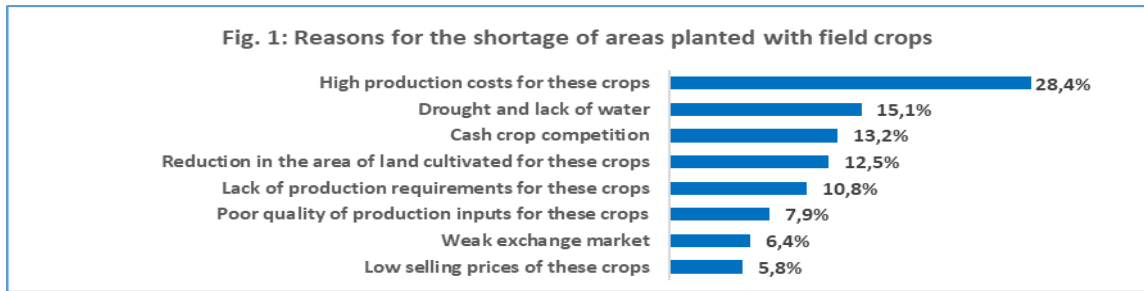 Fig. 1: Reasons for the shortage of areas planted with field crops
High production costs for these crops 28,4%
Drought and lack of water 15,1%
Cash crop competition 13,2%
Reduction in the area of land cultivated for these crops 12,5%
Lack of production requirements for these crops 10,8%
Poor quality of production inputs for these crops 7,9%
Weak exchange market 6,4%
Low selling prices of these crops 5,8%